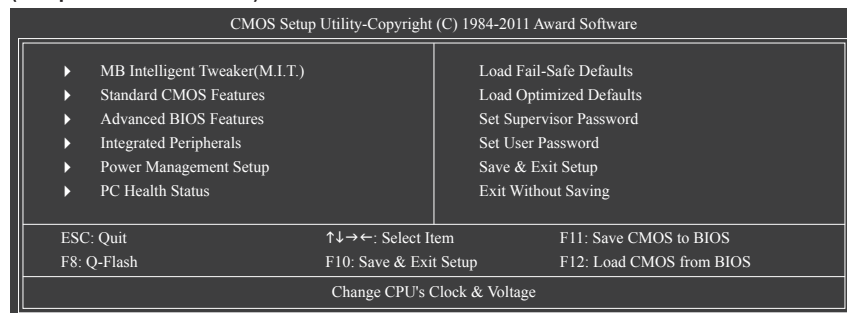 CMOS Setup Utility-Copyright (C) 1984-2011 Award Software
MB Intelligent Tweaker(M.I.T.)
Standard CMOS Features
Advanced BIOS Features
Integrated Peripherals
Power Management Setup
PC Health Status
Load Fail-Safe Defaults
Load Optimized Defaults
Set Supervisor Password
Set User Password
Save & Exit Setup
Exit Without Saving
ESC: Quit ↑↓→←: Select Item F11: Save CMOS to BIOS
F8: Q-Flash F10: Save & Exit Setup F12: Load CMOS from BIOS
Change CPU's Clock & Voltage